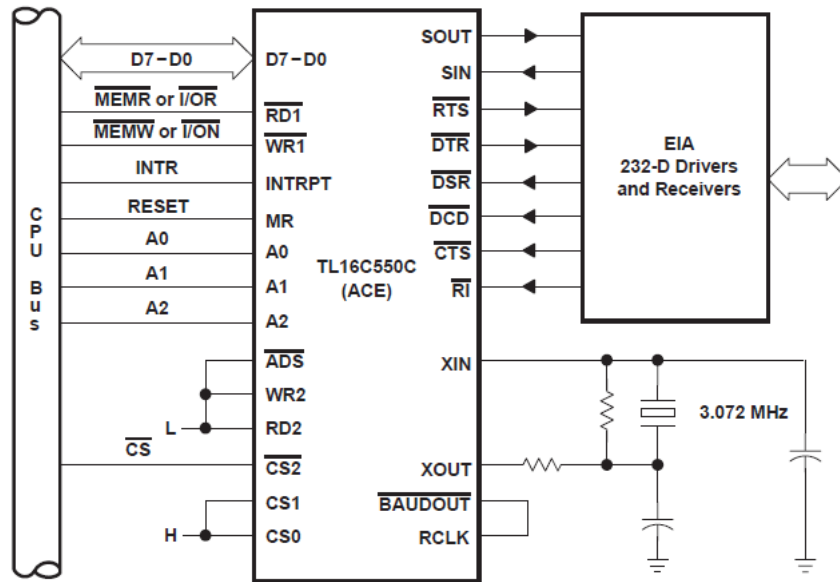 CPU Bus
D7–D0
MEMR or I/OR
MEMW or I/ON
INTR
RESET
A0
A1
A2
L
CS
H
D7–D0
RD1
WR1
INTRPT
MR
A0
A1
A2
ADS
WR2
RD2
CS2
CS1
CS0
TL16C550C
(ACE)
SOUT
SIN
RTS
DTR
DSR
DCD
CTS
RI
XIN
XOUT
BAUDOUT
RCLK
EIA
232-D Drivers
and Receivers
3.072 MHz